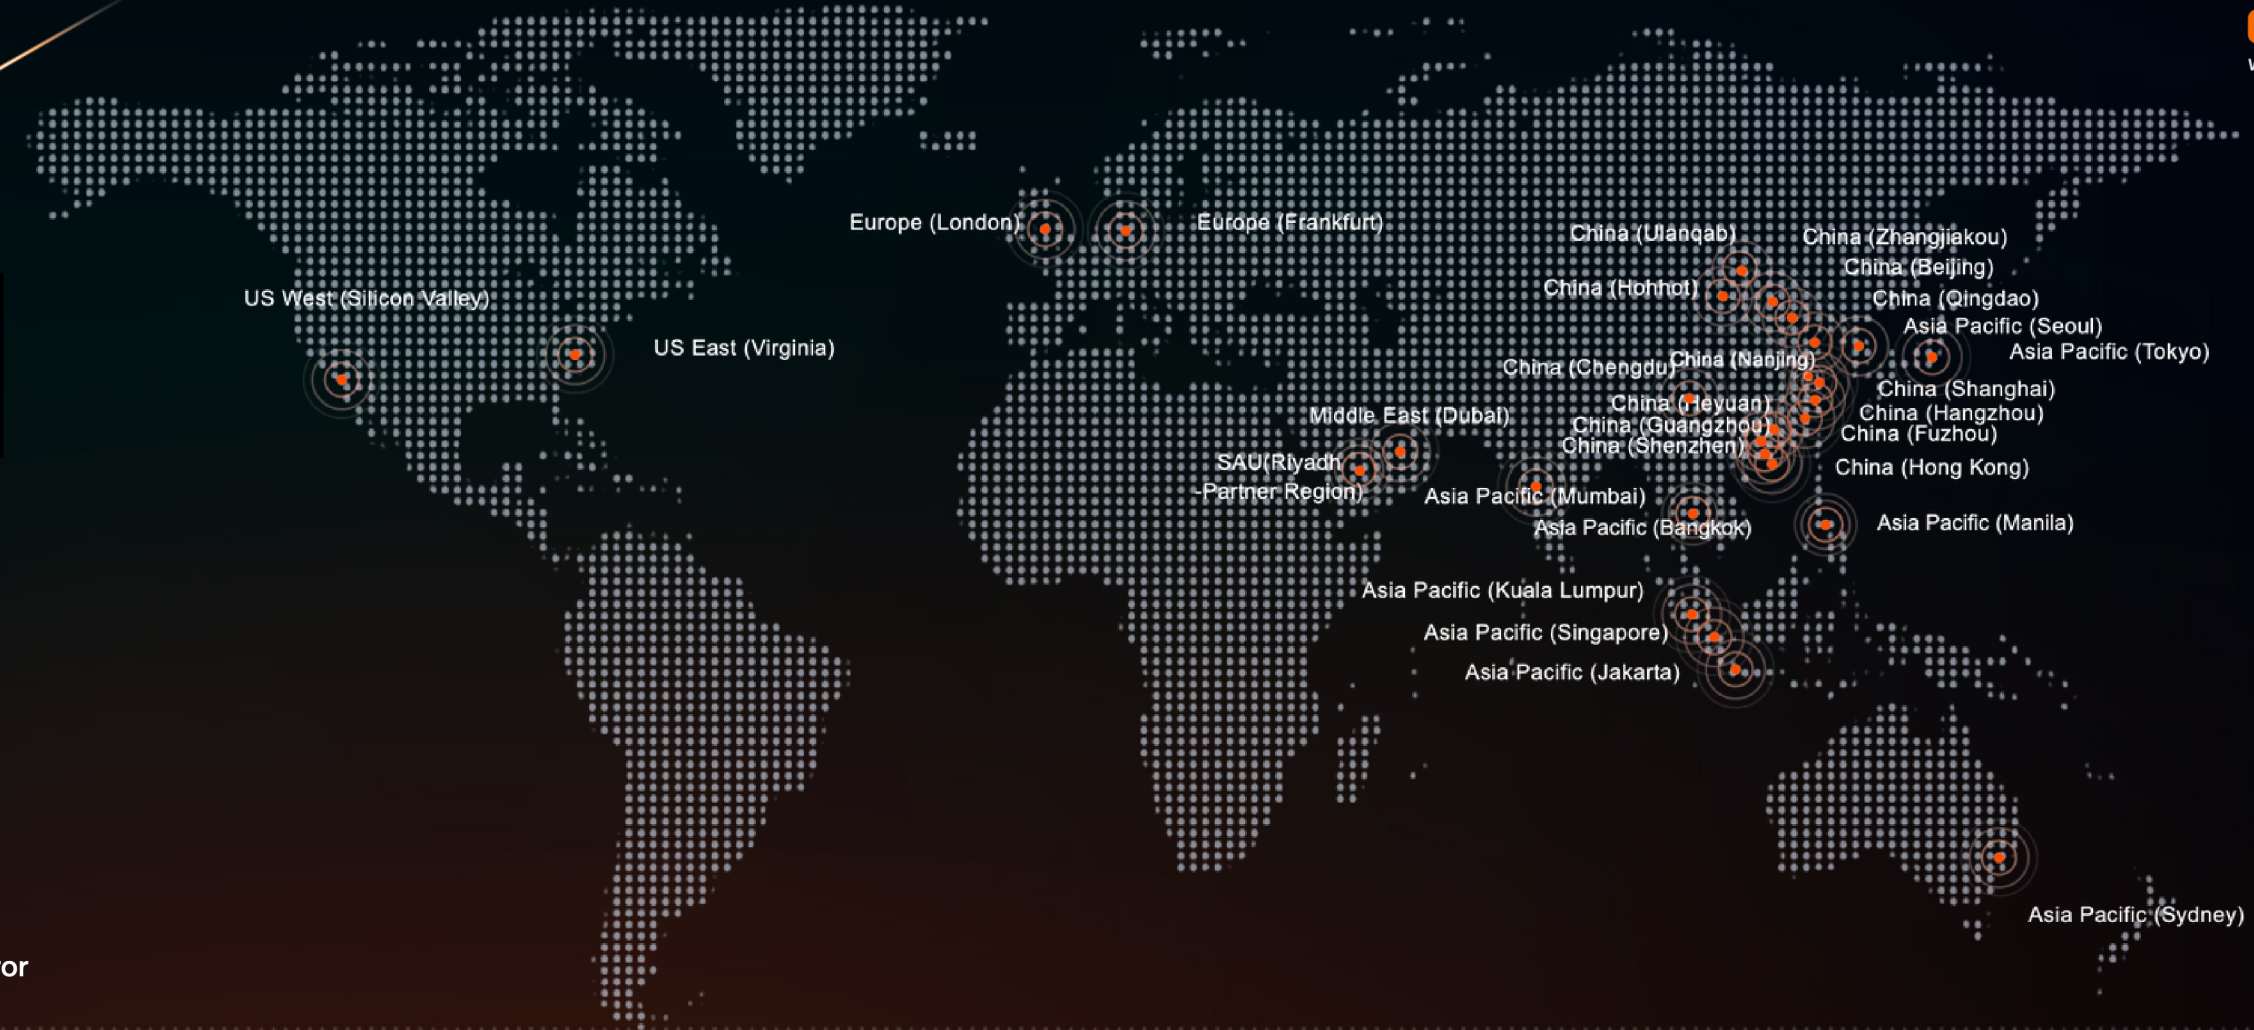 Europe (London)
Europe (Frankfurt)
China (Ulanqab)
China (Zhangjiakou)
China (Beijing)
China (Hohhot)
China (Qingdao)
US West (Silicon Valley)
Asia Pacific (Seoul)
US East (Virginia)
Asia Pacific (Tokyo)
China (Nanjing)
China (Chengdu)
China (Shanghai)
China (Heyuan)
China (Hangzhou)
Middle East (Dubai)
China (Guangzhou)
China (Fuzhou)
China (Shenzhen)
SAU(Riyadh
-Partner Region)
China (Hong Kong)
Asia Pacific (Mumbai)
Asia Pacific (Bangkok)
Asia Pacific (Manila)
Asia Pacific (Kuala Lumpur)
Asia Pacific (Singapore)
Asia Pacific (Jakarta)
Asia Pacific (Sydney)